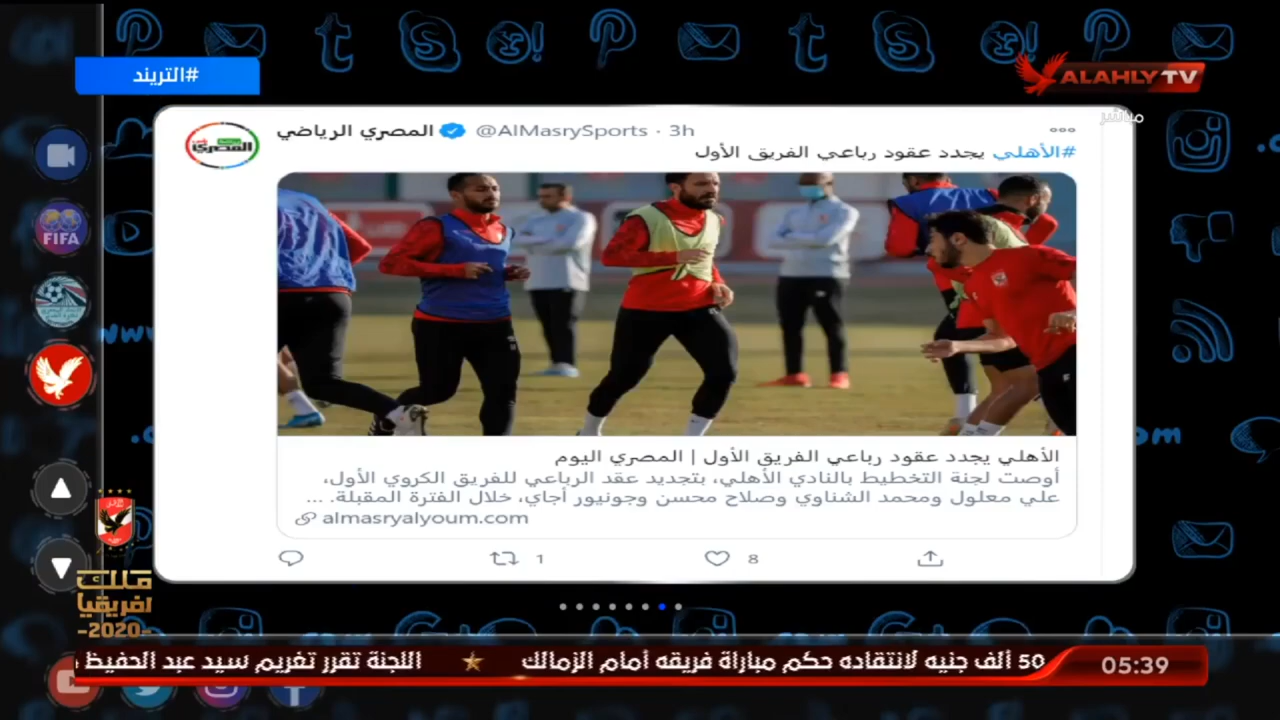 #التريند
ALAHLY TV
مباشر
المصري الرياضي @AlMasrySports · 3h
#الأهلي يجدد عقود رباعي الفريق الأول
FIFA
الأهلي يجدد عقود رباعي الفريق الأول | المصري اليوم
أوصت لجنة التخطيط بالنادي الأهلي، بتجديد عقد الرباعي للفريق الكروي الأول،
علي معلول ومحمد الشناوي وصلاح محسن وجونيور أجاي، خلال الفترة المقبلة. ...
almasryalyoum.com
1
8
ملك
افريقيا
-2020-
50 ألف جنيه لانتقاده حكم مباراة فريقه أمام الزمالك ★ اللجنة تقرر تغريم سيد عبد الحفيظ
05:39